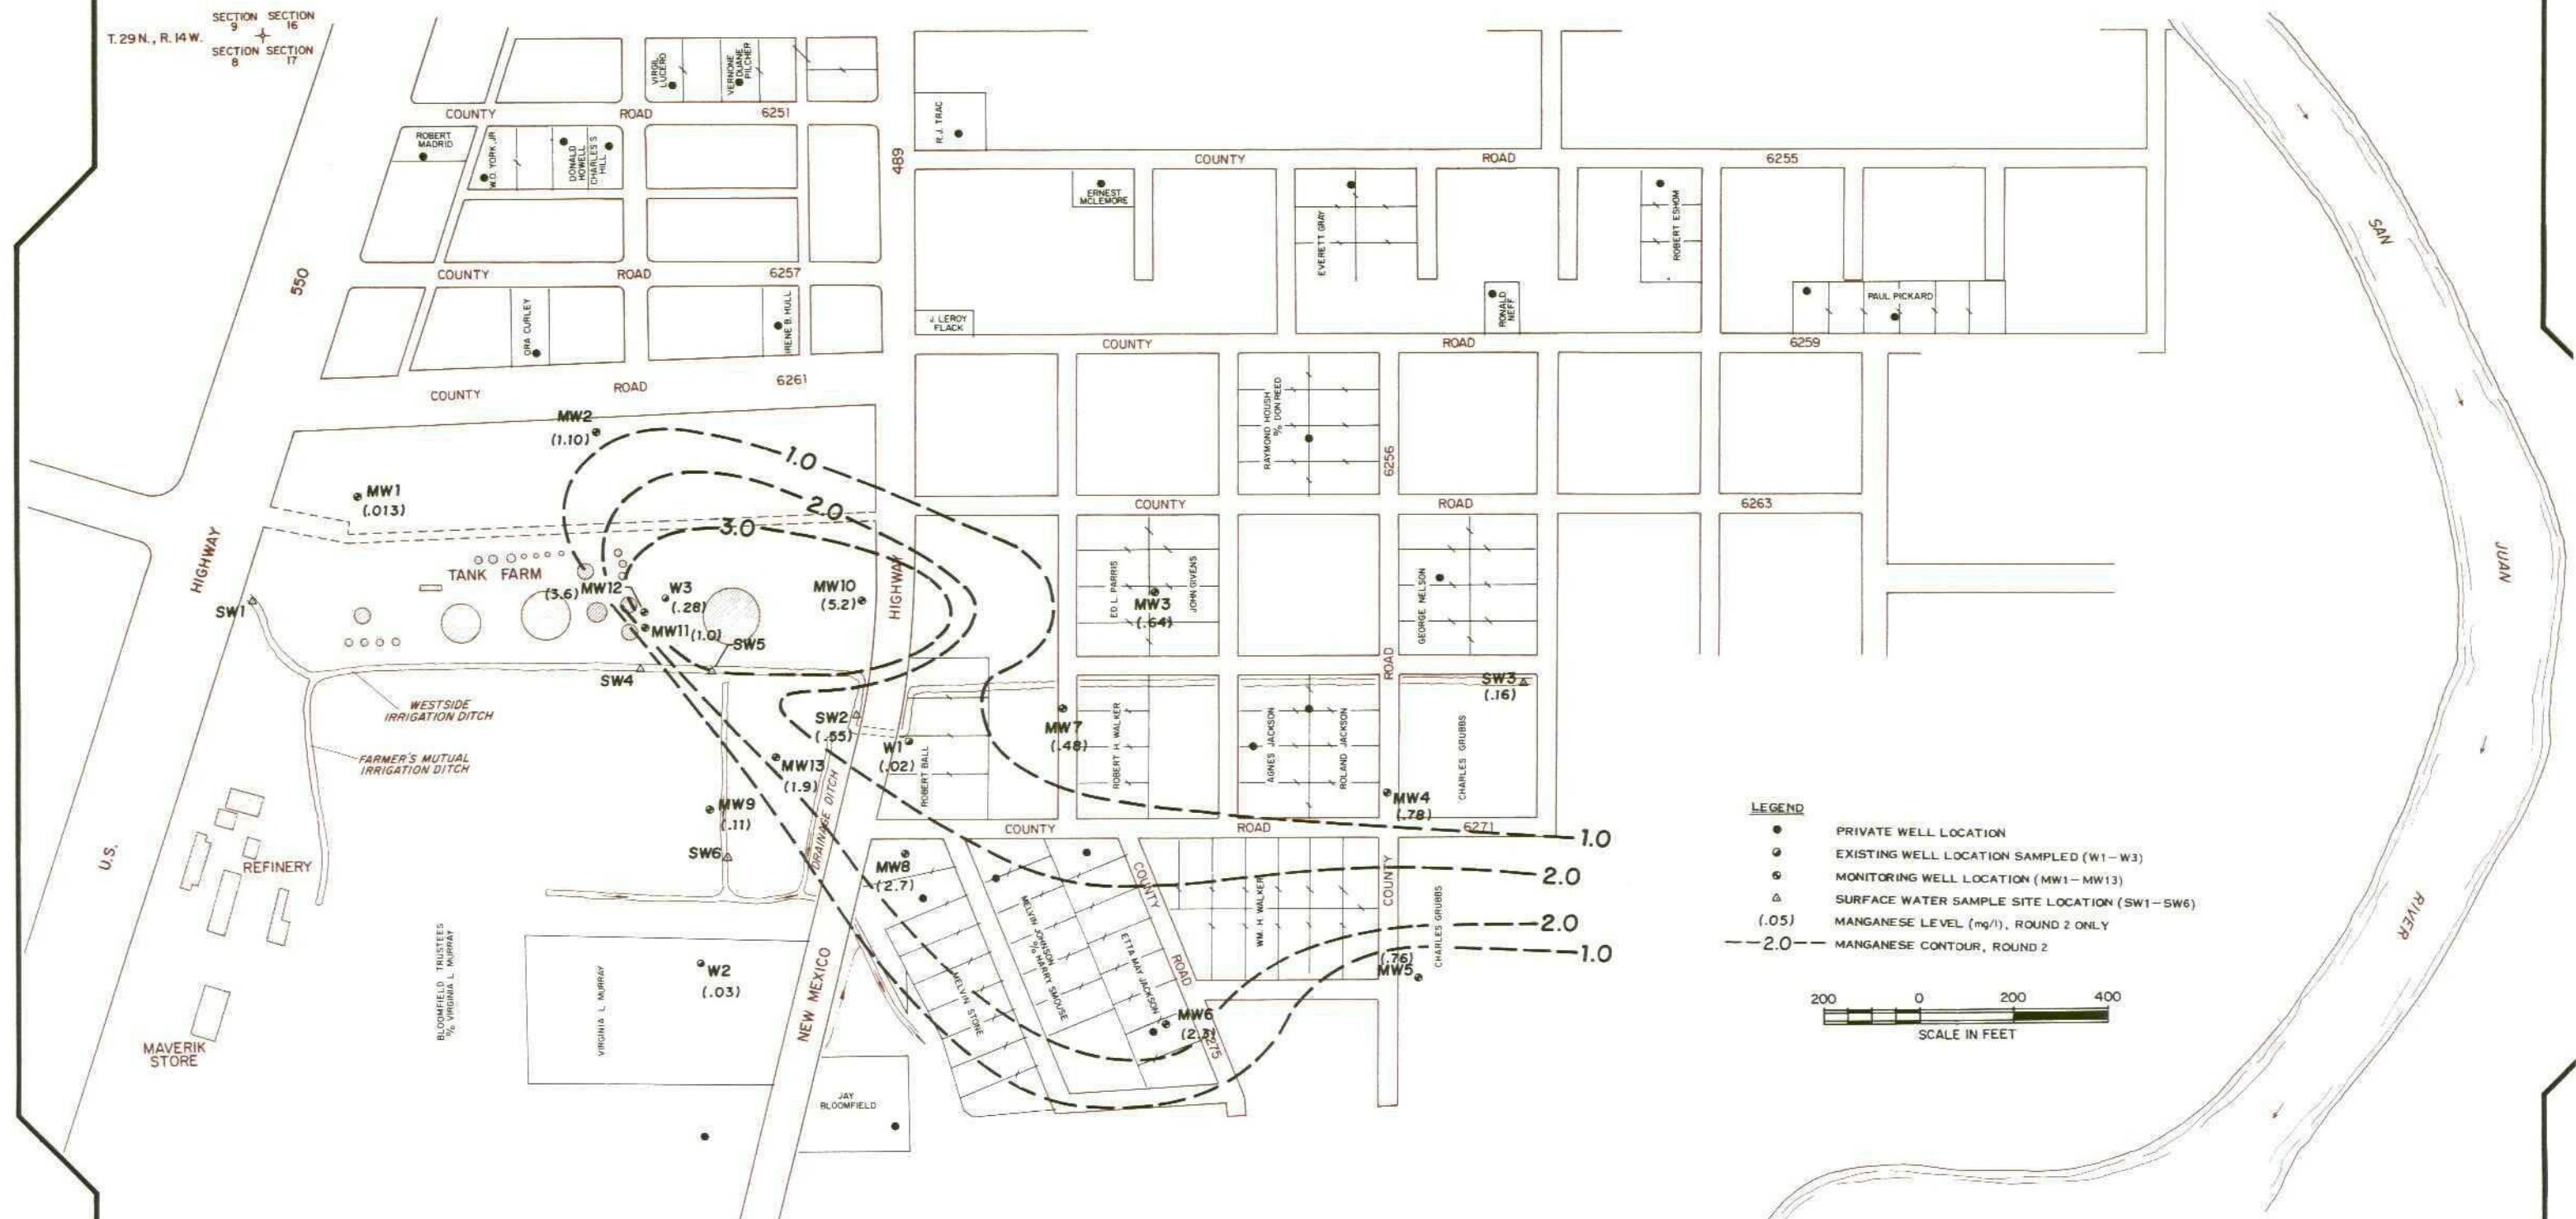 SECTION SECTION
9 16
T. 29 N., R. 14 W.
SECTION SECTION
8 17
VIRGIL
LUCERO
VERNONE
DUANE
PILCHER
COUNTY ROAD 6251
ROBERT
MADRID
W.D. YORK, JR
DONALD
HOWELL
CHARLES S
HILL
R.J. TRAC
489
COUNTY ROAD 6255
ERNEST
MCLEMORE
EVERETT GRAY
ROBERT ESHOM
SAN
550
COUNTY ROAD 6257
ORA CURLEY
IRENE B. HULL
J. LEROY
FLACK
RONALD
NEFF
PAUL PICKARD
COUNTY ROAD 6259
COUNTY ROAD 6261
RAYMOND HOUSH
% DON REED
6256
MW2
(1.10)
1.0
MW1
(.013)
2.0
3.0
COUNTY ROAD 6263
HIGHWAY
TANK FARM
HIGHWAY
JUAN
SW1
(3.6) MW12
W3
(.28)
MW10
(5.2)
MW11 (1.0)
SW5
SW4
ED L. PARRIS
MW3
(.64)
JOHN GIVENS
GEORGE NELSON
ROAD
SW3
(.16)
WESTSIDE
IRRIGATION DITCH
SW2
(.55)
W1
(.02)
ROBERT BALL
MW7
(.48)
ROBERT H. WALKER
AGNES JACKSON
ROLAND JACKSON
CHARLES GRUBBS
FARMER'S MUTUAL
IRRIGATION DITCH
MW13
(1.9)
MW9
(.11)
DRAINAGE DITCH
MW4
(.78)
COUNTY ROAD 6271
1.0
U.S.
REFINERY
SW6
MW8
(2.7)
COUNTY
2.0
COUNTY
WM. H. WALKER
CHARLES GRUBBS
2.0
1.0
RIVER
BLOOMFIELD TRUSTEES
% VIRGINIA L. MURRAY
VIRGINIA L. MURRAY
W2
(.03)
NEW MEXICO
MELVIN STONE
MELVIN JOHNSON
% HARRY SMOUSE
ETTA MAY JACKSON
ROAD
(.76)
MW5
MW6
(2.3)
6275
MAVERIK
STORE
JAY
BLOOMFIELD
LEGEND
PRIVATE WELL LOCATION
EXISTING WELL LOCATION SAMPLED (W1-W3)
MONITORING WELL LOCATION (MW1-MW13)
SURFACE WATER SAMPLE SITE LOCATION (SW1-SW6)
(.05) MANGANESE LEVEL (mg/l), ROUND 2 ONLY
2.0 MANGANESE CONTOUR, ROUND 2
200 0 200 400
SCALE IN FEET